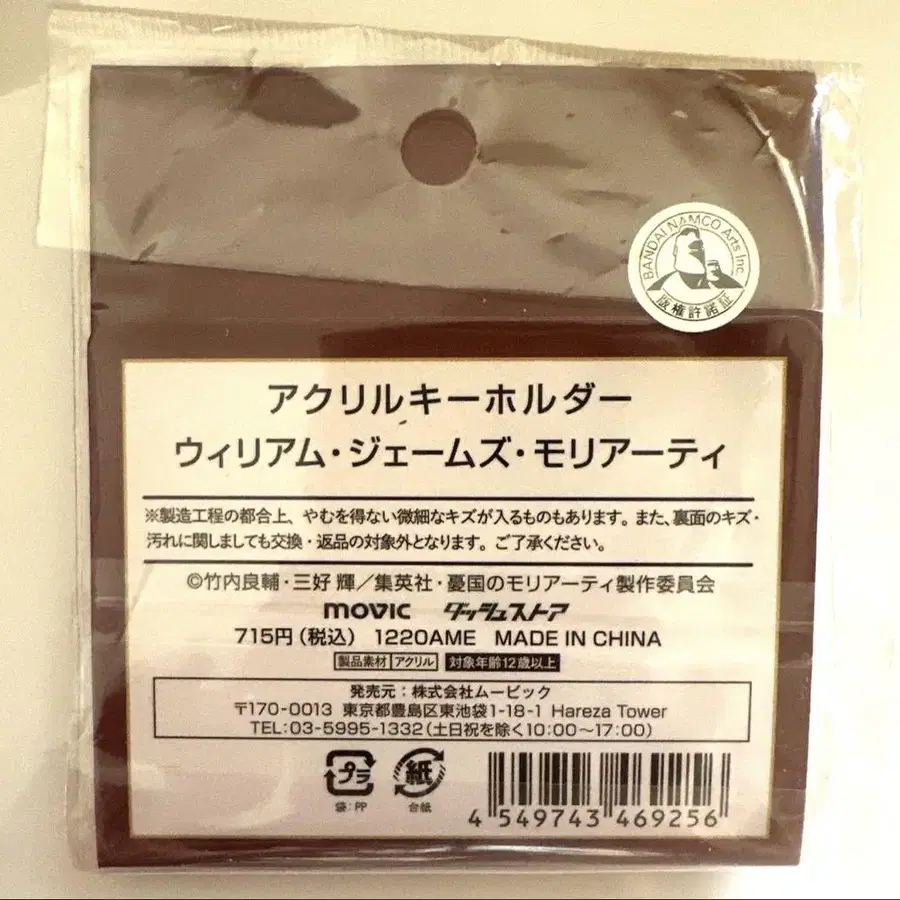 BANDAI NAMCO Arts Inc.
版権許諾証
アクリルキーホルダー
ウィリアム・ジェームズ・モリアーティ
※製造工程の都合上、やむを得ない微細なキズが入るものもあります。また、裏面のキズ・
汚れに関しましても交換・返品の対象外となります。ご了承ください。
©竹内良輔・三好 輝／集英社・憂国のモリアーティ製作委員会
movic ダッシュストア
715円(税込) 1220AME MADE IN CHINA
製品素材 アクリル 対象年齢12歳以上
発売元：株式会社ムービック
〒170-0013 東京都豊島区東池袋1-18-1 Hareza Tower
TEL:03-5995-1332(土日祝を除く10:00〜17:00)
プラ 紙
袋：PP 台紙
4 549743 469256